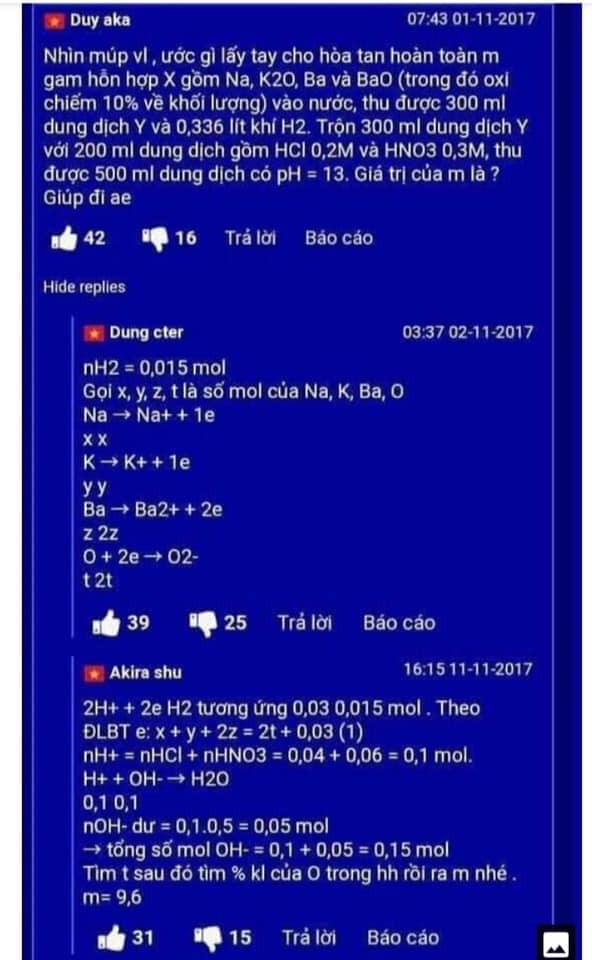 Duy aka 07:43 01-11-2017
Nhìn múp vl , ước gì lấy tay cho hòa tan hoàn toàn m
gam hỗn hợp X gồm Na, K2O, Ba và BaO (trong đó oxi
chiếm 10% về khối lượng) vào nước, thu được 300 ml
dung dịch Y và 0,336 lít khí H2. Trộn 300 ml dung dịch Y
với 200 ml dung dịch gồm HCl 0,2M và HNO3 0,3M, thu
được 500 ml dung dịch có pH = 13. Giá trị của m là ?
Giúp đi ae
42 16 Trả lời Báo cáo
Hide replies
Dung cter 03:37 02-11-2017
nH2 = 0,015 mol
Gọi x, y, z, t là số mol của Na, K, Ba, O
Na → Na+ + 1e
x x
K → K+ + 1e
y y
Ba → Ba2+ + 2e
z 2z
O + 2e → O2-
t 2t
39 25 Trả lời Báo cáo
Akira shu 16:15 11-11-2017
2H+ + 2e H2 tương ứng 0,03 0,015 mol . Theo
ĐLBT e: x + y + 2z = 2t + 0,03 (1)
nH+ = nHCl + nHNO3 = 0,04 + 0,06 = 0,1 mol.
H+ + OH- → H2O
0,1 0,1
nOH- dư = 0,1.0,5 = 0,05 mol
→ tổng số mol OH- = 0,1 + 0,05 = 0,15 mol
Tìm t sau đó tìm % kl của O trong hh rồi ra m nhé .
m= 9,6
31 15 Trả lời Báo cáo